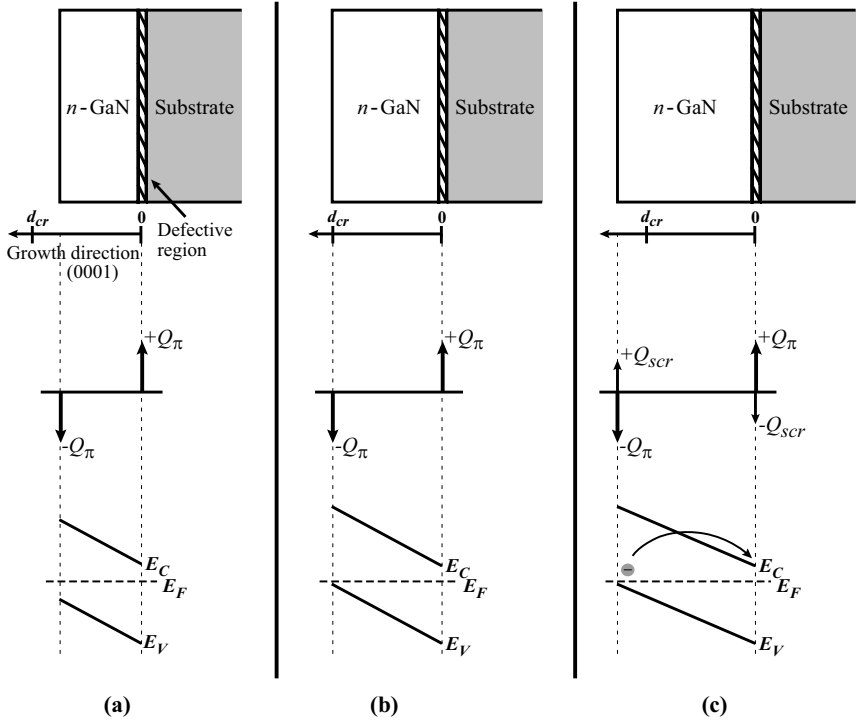 n-GaN Substrate
d_cr 0
Growth direction
(0001)
Defective
region
+Q_π
-Q_π
E_C
E_F
E_V
(a)
n-GaN Substrate
d_cr 0
+Q_π
-Q_π
E_C
E_F
E_V
(b)
n-GaN Substrate
d_cr 0
+Q_scr +Q_π
-Q_π -Q_scr
−
E_C
E_F
E_V
(c)